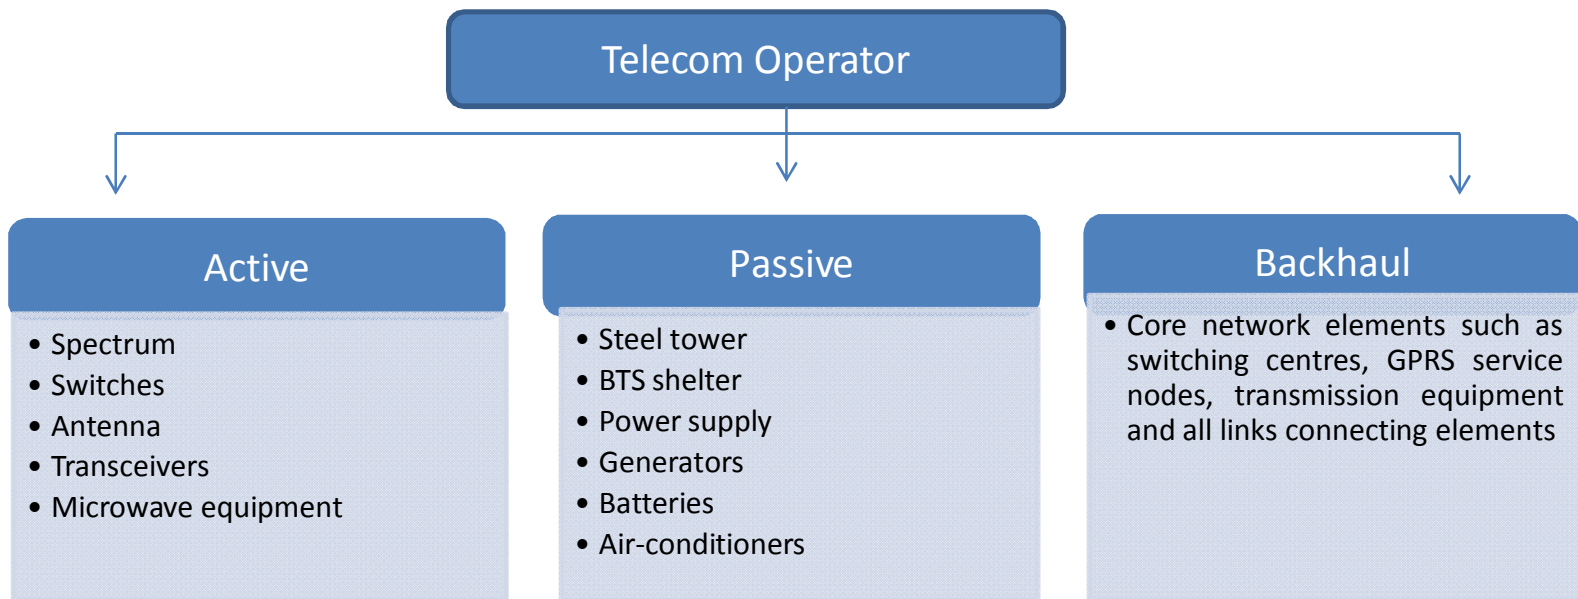 Telecom Operator
Active
• Spectrum
• Switches
• Antenna
• Transceivers
• Microwave equipment
Passive
• Steel tower
• BTS shelter
• Power supply
• Generators
• Batteries
• Air-conditioners
Backhaul
• Core network elements such as
switching centres, GPRS service
nodes, transmission equipment
and all links connecting elements